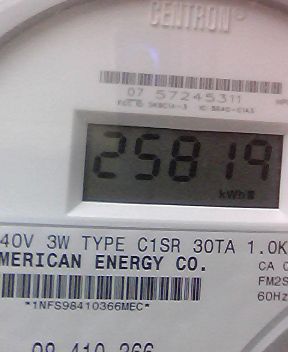 CENTRON®
07 57245311
25819
kWh
40V 3W TYPE C1SR 30TA 1.0K
MERICAN ENERGY CO.
CA 0
FM2S
*1NFS98410366MEC*
60Hz
98 410 366